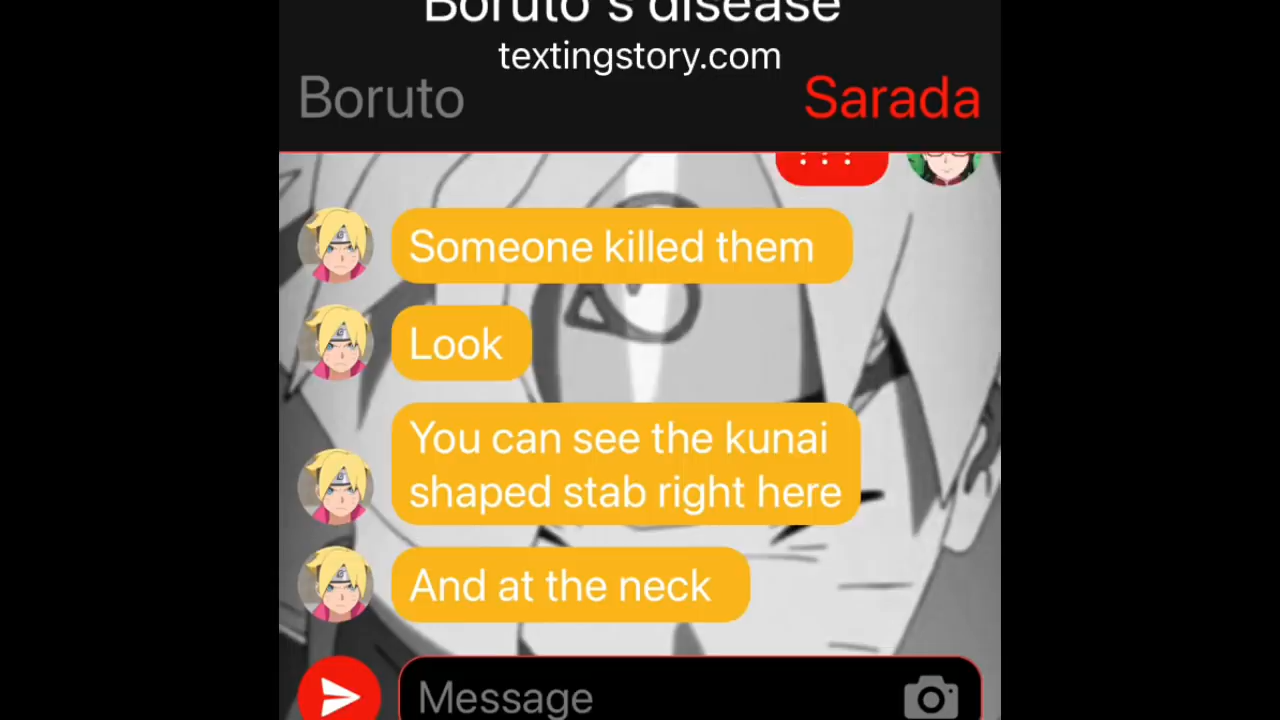 Boruto's disease
textingstory.com
Boruto
Sarada
Someone killed them
Look
You can see the kunai
shaped stab right here
And at the neck
Message